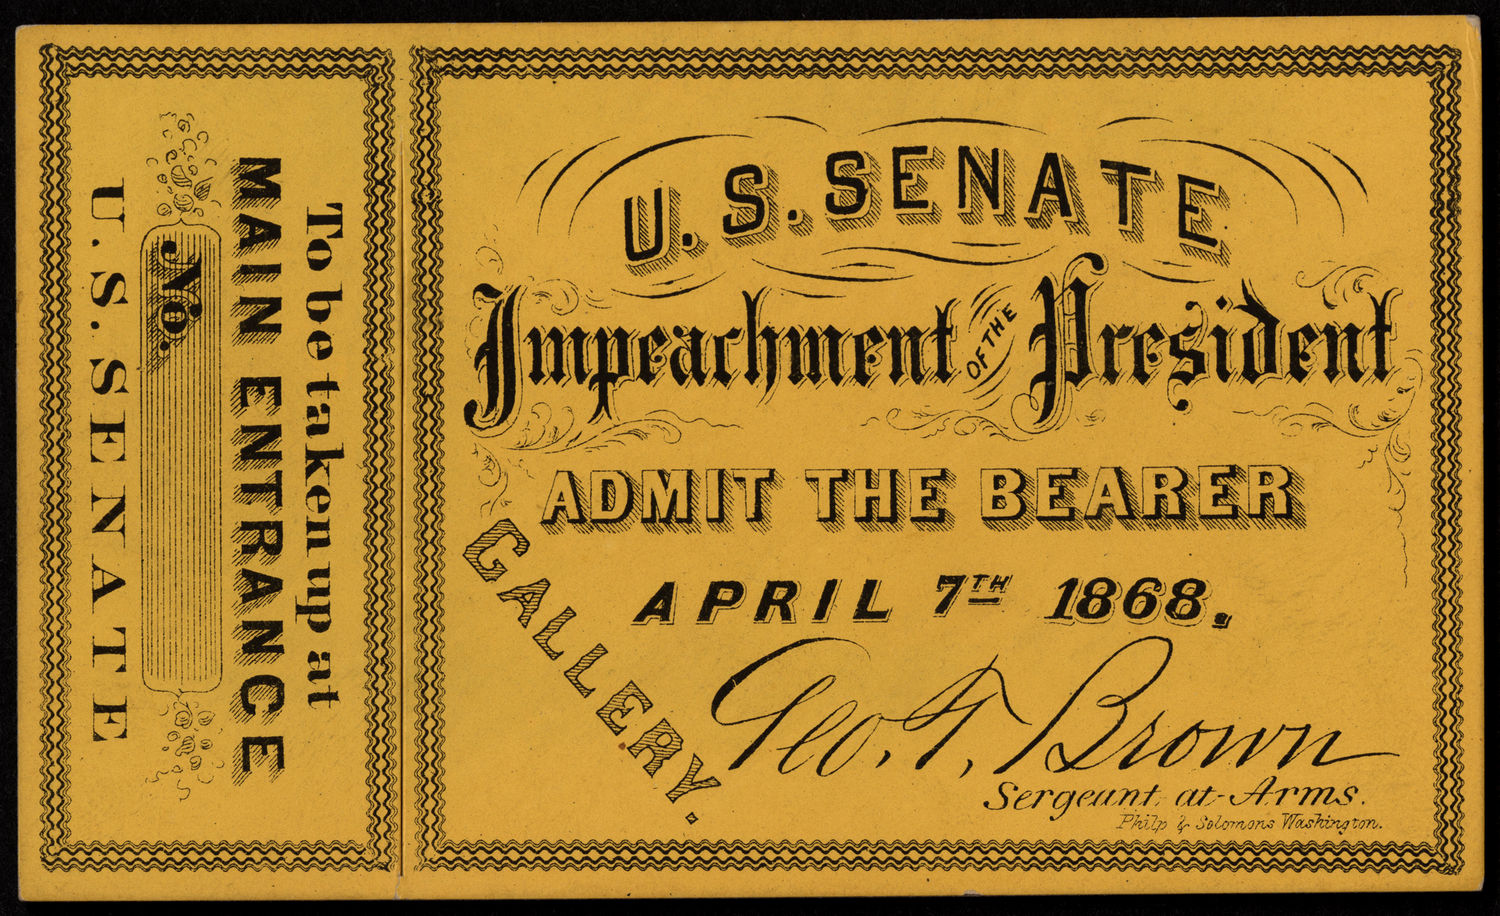 To be taken up at
MAIN ENTRANCE
No.
U.S. SENATE
U.S. SENATE
Impeachment OF THE President
ADMIT THE BEARER
APRIL 7TH 1868.
GALLERY.
Geo. T. Brown
Sergeant-at-Arms.
Philp & Solomons Washington.